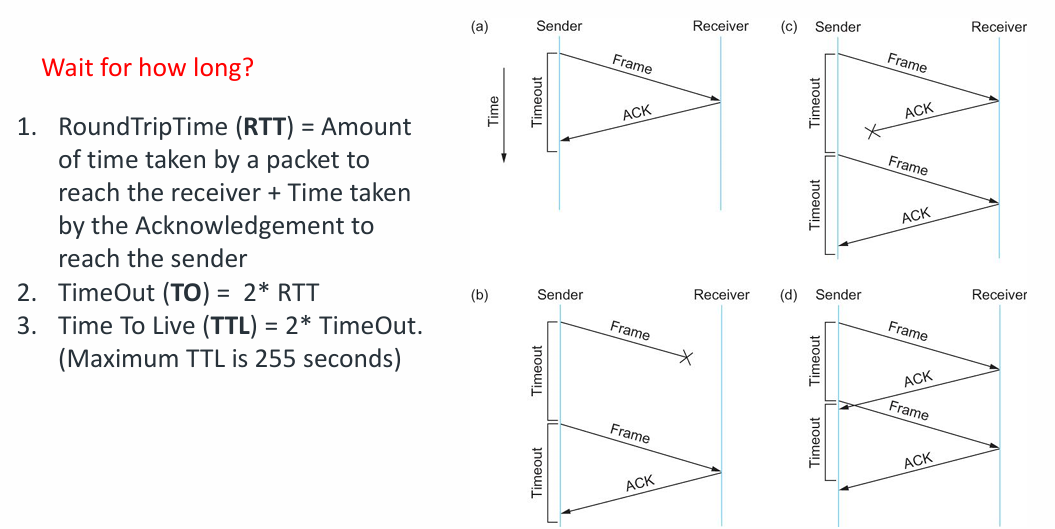 Wait for how long?
1. RoundTripTime (RTT) = Amount
of time taken by a packet to
reach the receiver + Time taken
by the Acknowledgement to
reach the sender
2. TimeOut (TO) = 2* RTT
3. Time To Live (TTL) = 2* TimeOut.
(Maximum TTL is 255 seconds)
(a) Sender Receiver
Time
Timeout
Frame
ACK
(b) Sender Receiver
Timeout
Frame
Timeout
Frame
ACK
(c) Sender Receiver
Timeout
Frame
ACK
Timeout
Frame
ACK
(d) Sender Receiver
Timeout
Frame
ACK
Timeout
Frame
ACK